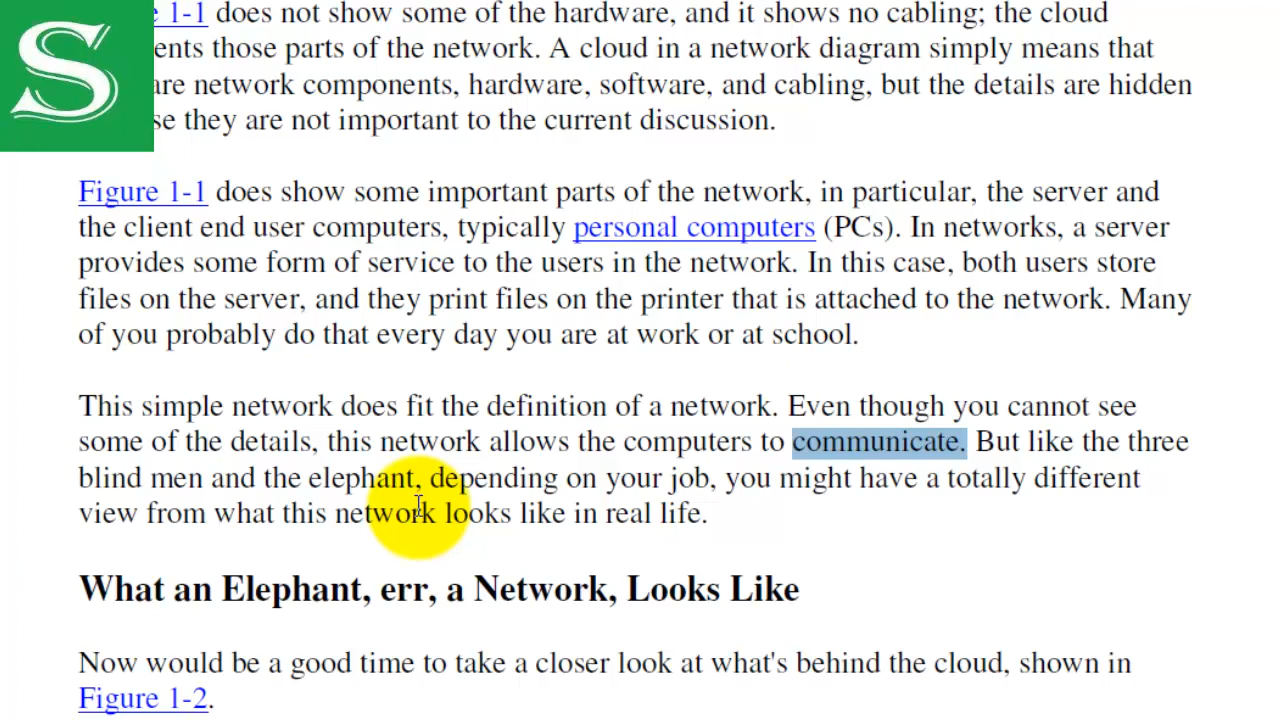 S
1-1 does not show some of the hardware, and it shows no cabling; the cloud
ents those parts of the network. A cloud in a network diagram simply means that
are network components, hardware, software, and cabling, but the details are hidden
se they are not important to the current discussion.
Figure 1-1 does show some important parts of the network, in particular, the server and
the client end user computers, typically personal computers (PCs). In networks, a server
provides some form of service to the users in the network. In this case, both users store
files on the server, and they print files on the printer that is attached to the network. Many
of you probably do that every day you are at work or at school.
This simple network does fit the definition of a network. Even though you cannot see
some of the details, this network allows the computers to communicate. But like the three
blind men and the elephant, depending on your job, you might have a totally different
view from what this network looks like in real life.
What an Elephant, err, a Network, Looks Like
Now would be a good time to take a closer look at what's behind the cloud, shown in
Figure 1-2.